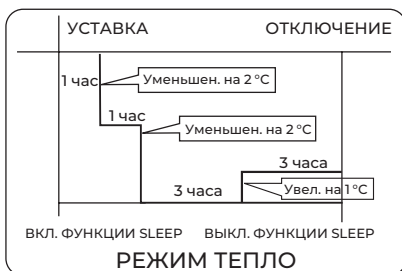 УСТАВКА ОТКЛЮЧЕНИЕ
1 час Уменьшен. на 2 °C
1 час Уменьшен. на 2 °C
3 часа
3 часа Увел. на 1 °C
ВКЛ. ФУНКЦИИ SLEEP ВЫКЛ. ФУНКЦИИ SLEEP
РЕЖИМ ТЕПЛО